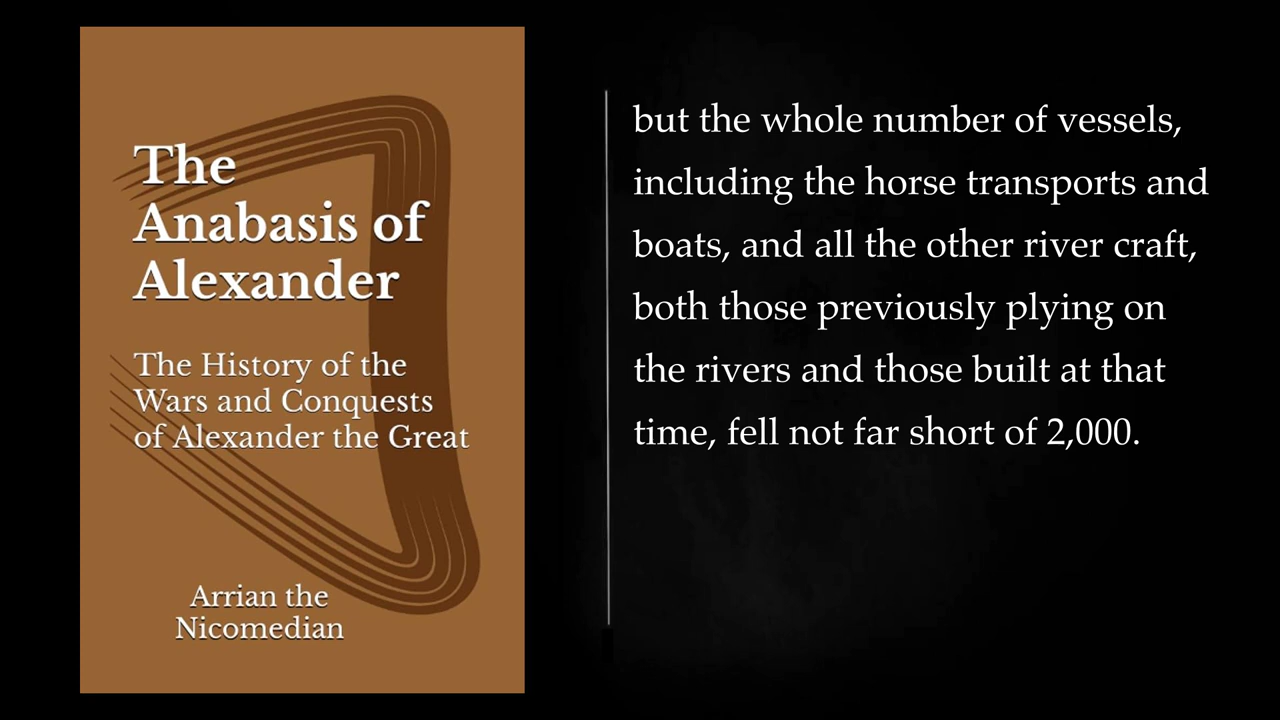 The
Anabasis of
Alexander
The History of the
Wars and Conquests
of Alexander the Great
Arrian the
Nicomedian
but the whole number of vessels,
including the horse transports and
boats, and all the other river craft,
both those previously plying on
the rivers and those built at that
time, fell not far short of 2,000.